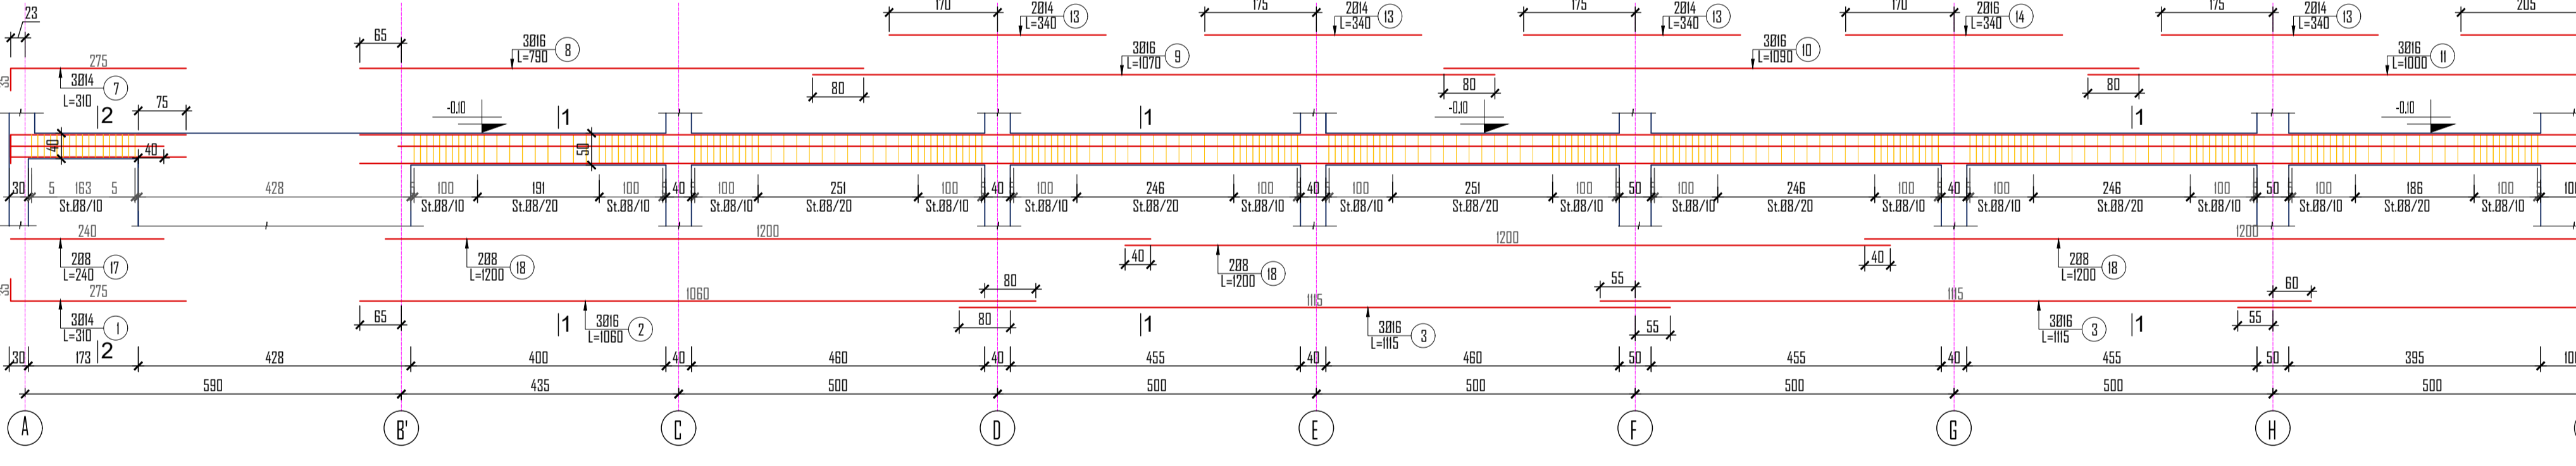 170 2Ø14 13 175 2Ø14 13 175 2Ø14 13 170 2Ø16 14 175 2Ø14 13 205
L=340 L=340 L=340 L=340 L=340
23
65 3Ø16 8 3Ø16 9 3Ø16 10 3Ø16 11
L=790 L=1070 L=1090 L=1000
275
35 3Ø14 7
L=310
80 80 80
2 75 -0.10 1 1 -0.10 1 -0.10
40 40 50
30 5 163 5 428 5 100 191 100 40 100 251 100 40 100 246 100 40 100 251 100 50 100 246 100 40 100 246 100 50 100 186 100
St.Ø8/10 St.Ø8/10 St.Ø8/20 St.Ø8/10 St.Ø8/10 St.Ø8/20 St.Ø8/10 St.Ø8/20 St.Ø8/10 St.Ø8/10 St.Ø8/20 St.Ø8/10 St.Ø8/10 St.Ø8/20 St.Ø8/10 St.Ø8/10 St.Ø8/20 St.Ø8/10 St.Ø8/10 St.Ø8/20 St.Ø8/10
240 1200 1200 1200
2Ø8 17 2Ø8 18 40 2Ø8 18 40 2Ø8 18
L=240 L=1200 L=1200 L=1200
35 275 1060 80 1115 55 1115 60
3Ø14 1 65 1 3Ø16 2 80 1 3Ø16 3 55 3Ø16 3 1 55
L=310 L=1060 L=1115 L=1115
2
30 173 428 400 40 460 40 455 40 460 50 455 40 455 50 395
590 435 500 500 500 500 500 500
A B' C D E F G H